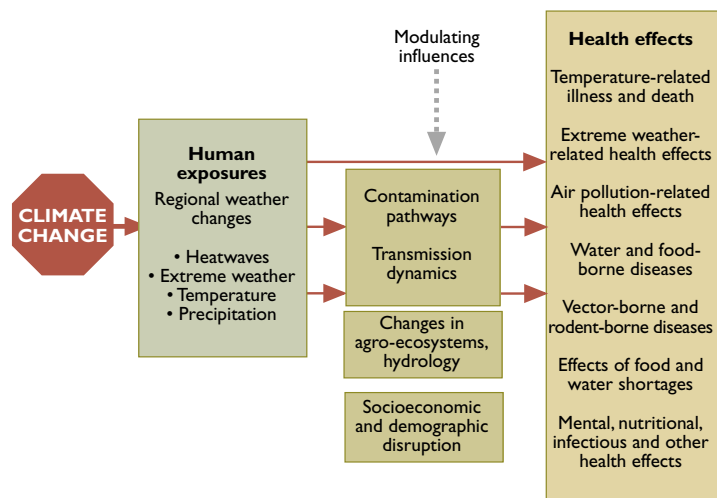 Modulating
influences
CLIMATE
CHANGE
Human
exposures
Regional weather
changes
• Heatwaves
• Extreme weather
• Temperature
• Precipitation
Contamination
pathways
Transmission
dynamics
Changes in
agro-ecosystems,
hydrology
Socioeconomic
and demographic
disruption
Health effects
Temperature-related
illness and death
Extreme weather-
related health effects
Air pollution-related
health effects
Water and food-
borne diseases
Vector-borne and
rodent-borne diseases
Effects of food and
water shortages
Mental, nutritional,
infectious and other
health effects